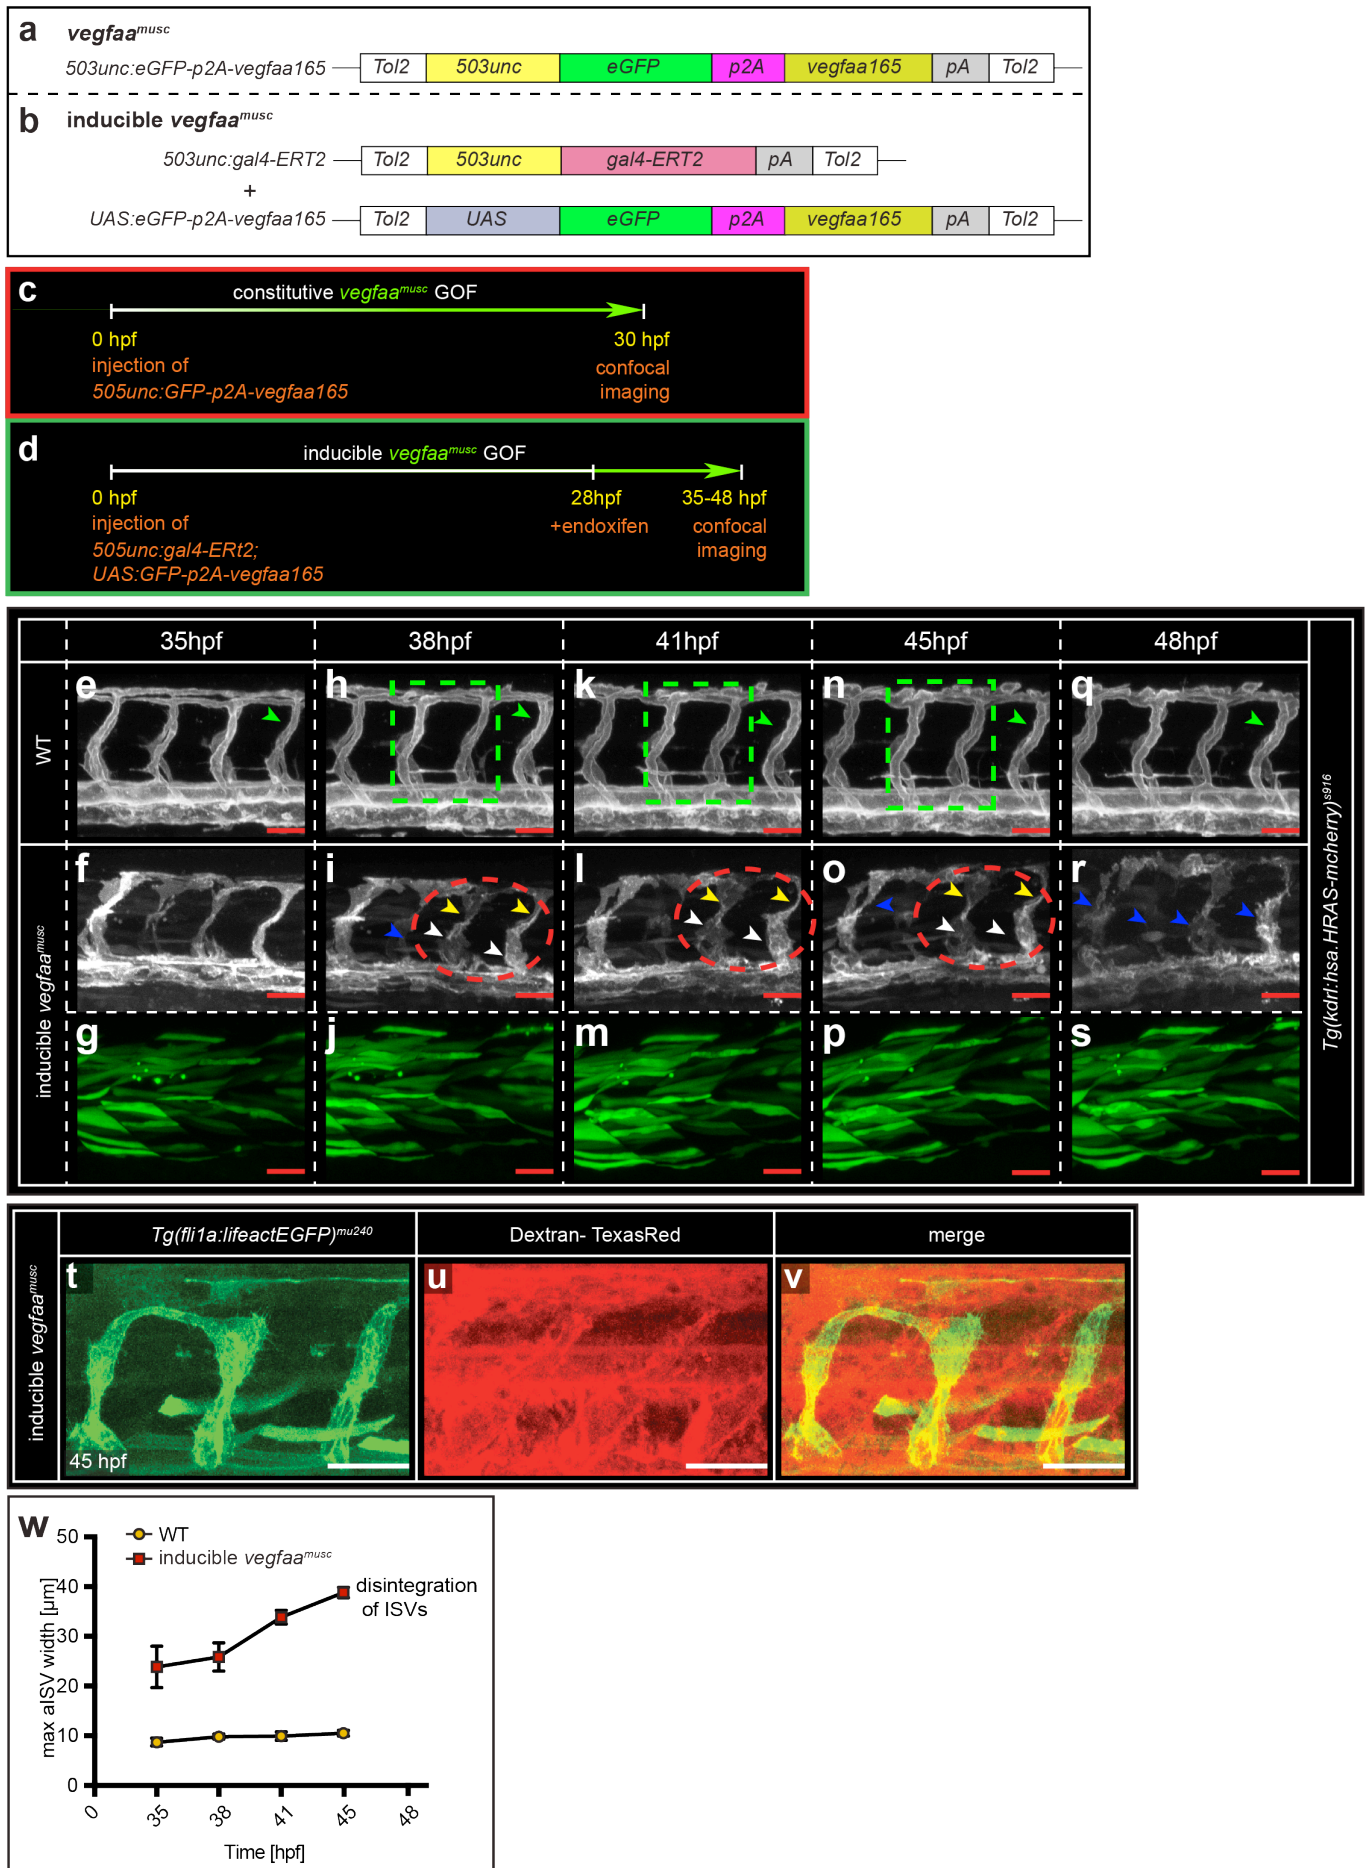 a vegfaa^musc
503unc:eGFP-p2A-vegfaa165 Tol2 503unc eGFP p2A vegfaa165 pA Tol2
b inducible vegfaa^musc
503unc:gal4-ERT2 Tol2 503unc gal4-ERT2 pA Tol2
+
UAS:eGFP-p2A-vegfaa165 Tol2 UAS eGFP p2A vegfaa165 pA Tol2
c constitutive vegfaa^musc GOF
0 hpf 30 hpf
injection of confocal
505unc:GFP-p2A-vegfaa165 imaging
d inducible vegfaa^musc GOF
0 hpf 28hpf 35-48 hpf
injection of +endoxifen confocal
505unc:gal4-ERt2; imaging
UAS:GFP-p2A-vegfaa165
35hpf 38hpf 41hpf 45hpf 48hpf
WT
e h k n q
inducible vegfaa^musc
f i l o r
g j m p s
Tg(kdrl:hsa.HRAS-mcherry)^s916
Tg(fli1a:lifeactEGFP)^mu240 Dextran- TexasRed merge
inducible vegfaa^musc
t u v
45 hpf
w
WT
inducible vegfaa^musc
disintegration
of ISVs
max aISV width [µm]
50
40
30
20
10
0
0 35 38 41 45 48
Time [hpf]